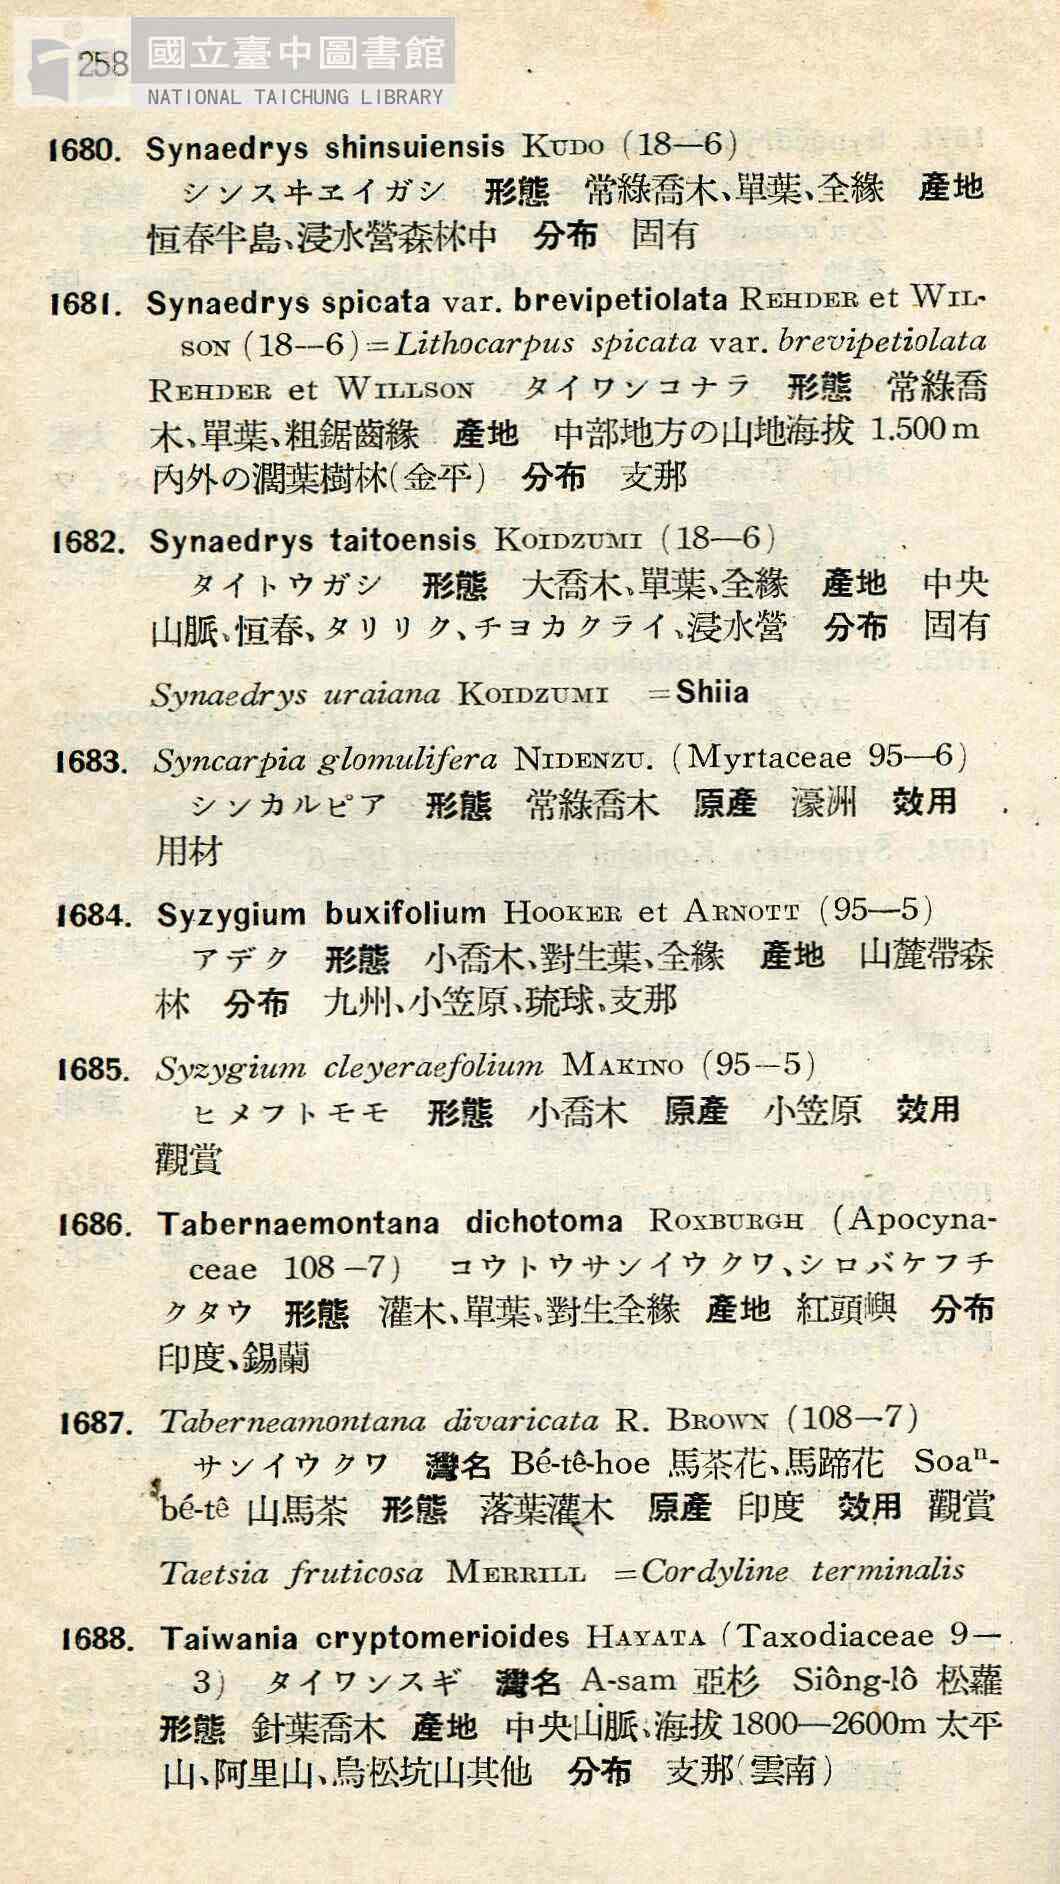 258
國立臺中圖書館
NATIONAL TAICHUNG LIBRARY
1680. Synaedrys shinsuiensis KUDO (18—6)
シンスヰヱイガシ 形態 常綠喬木、單葉、全緣 產地
恒春半島、浸水營森林中 分布 固有
1681. Synaedrys spicata var. brevipetiolata REHDER et WIL-
SON (18—6)=Lithocarpus spicata var. brevipetiolata
REHDER et WILLSON タイワンコナラ 形態 常綠喬
木、單葉、粗鋸齒緣 產地 中部地方の山地海拔 1.500m
內外の濶葉樹林(金平) 分布 支那
1682. Synaedrys taitoensis KOIDZUMI (18—6)
タイトウガシ 形態 大喬木、單葉、全緣 產地 中央
山脈、恒春、タリリク、チヨカクライ、浸水營 分布 固有
Synaedrys uraiana KOIDZUMI =Shiia
1683. Syncarpia glomulifera NIDENZU. (Myrtaceae 95—6)
シンカルピア 形態 常綠喬木 原產 濠洲 效用
用材
1684. Syzygium buxifolium HOOKER et ARNOTT (95—5)
アデク 形態 小喬木、對生葉、全緣 產地 山麓帶森
林 分布 九州、小笠原、琉球、支那
1685. Syzygium cleyeraefolium MAKINO (95—5)
ヒメフトモモ 形態 小喬木 原產 小笠原 效用
觀賞
1686. Tabernaemontana dichotoma ROXBURGH (Apocyna-
ceae 108—7) コウトウサンイウクワ、シロバケフチ
クタウ 形態 灌木、單葉、對生全緣 產地 紅頭嶼 分布
印度、錫蘭
1687. Taberneamontana divaricata R. BROWN (108—7)
サンイウクワ 灣名 Bé-tê-hoe 馬茶花、馬蹄花 Soaⁿ-
bé-tê 山馬茶 形態 落葉灌木 原產 印度 效用 觀賞
Taetsia fruticosa MERRILL =Cordyline terminalis
1688. Taiwania cryptomerioides HAYATA (Taxodiaceae 9—
3) タイワンスギ 灣名 A-sam 亞杉 Siông-lô 松蘿
形態 針葉喬木 產地 中央山脈、海拔 1800—2600m 太平
山、阿里山、烏松坑山其他 分布 支那(雲南)